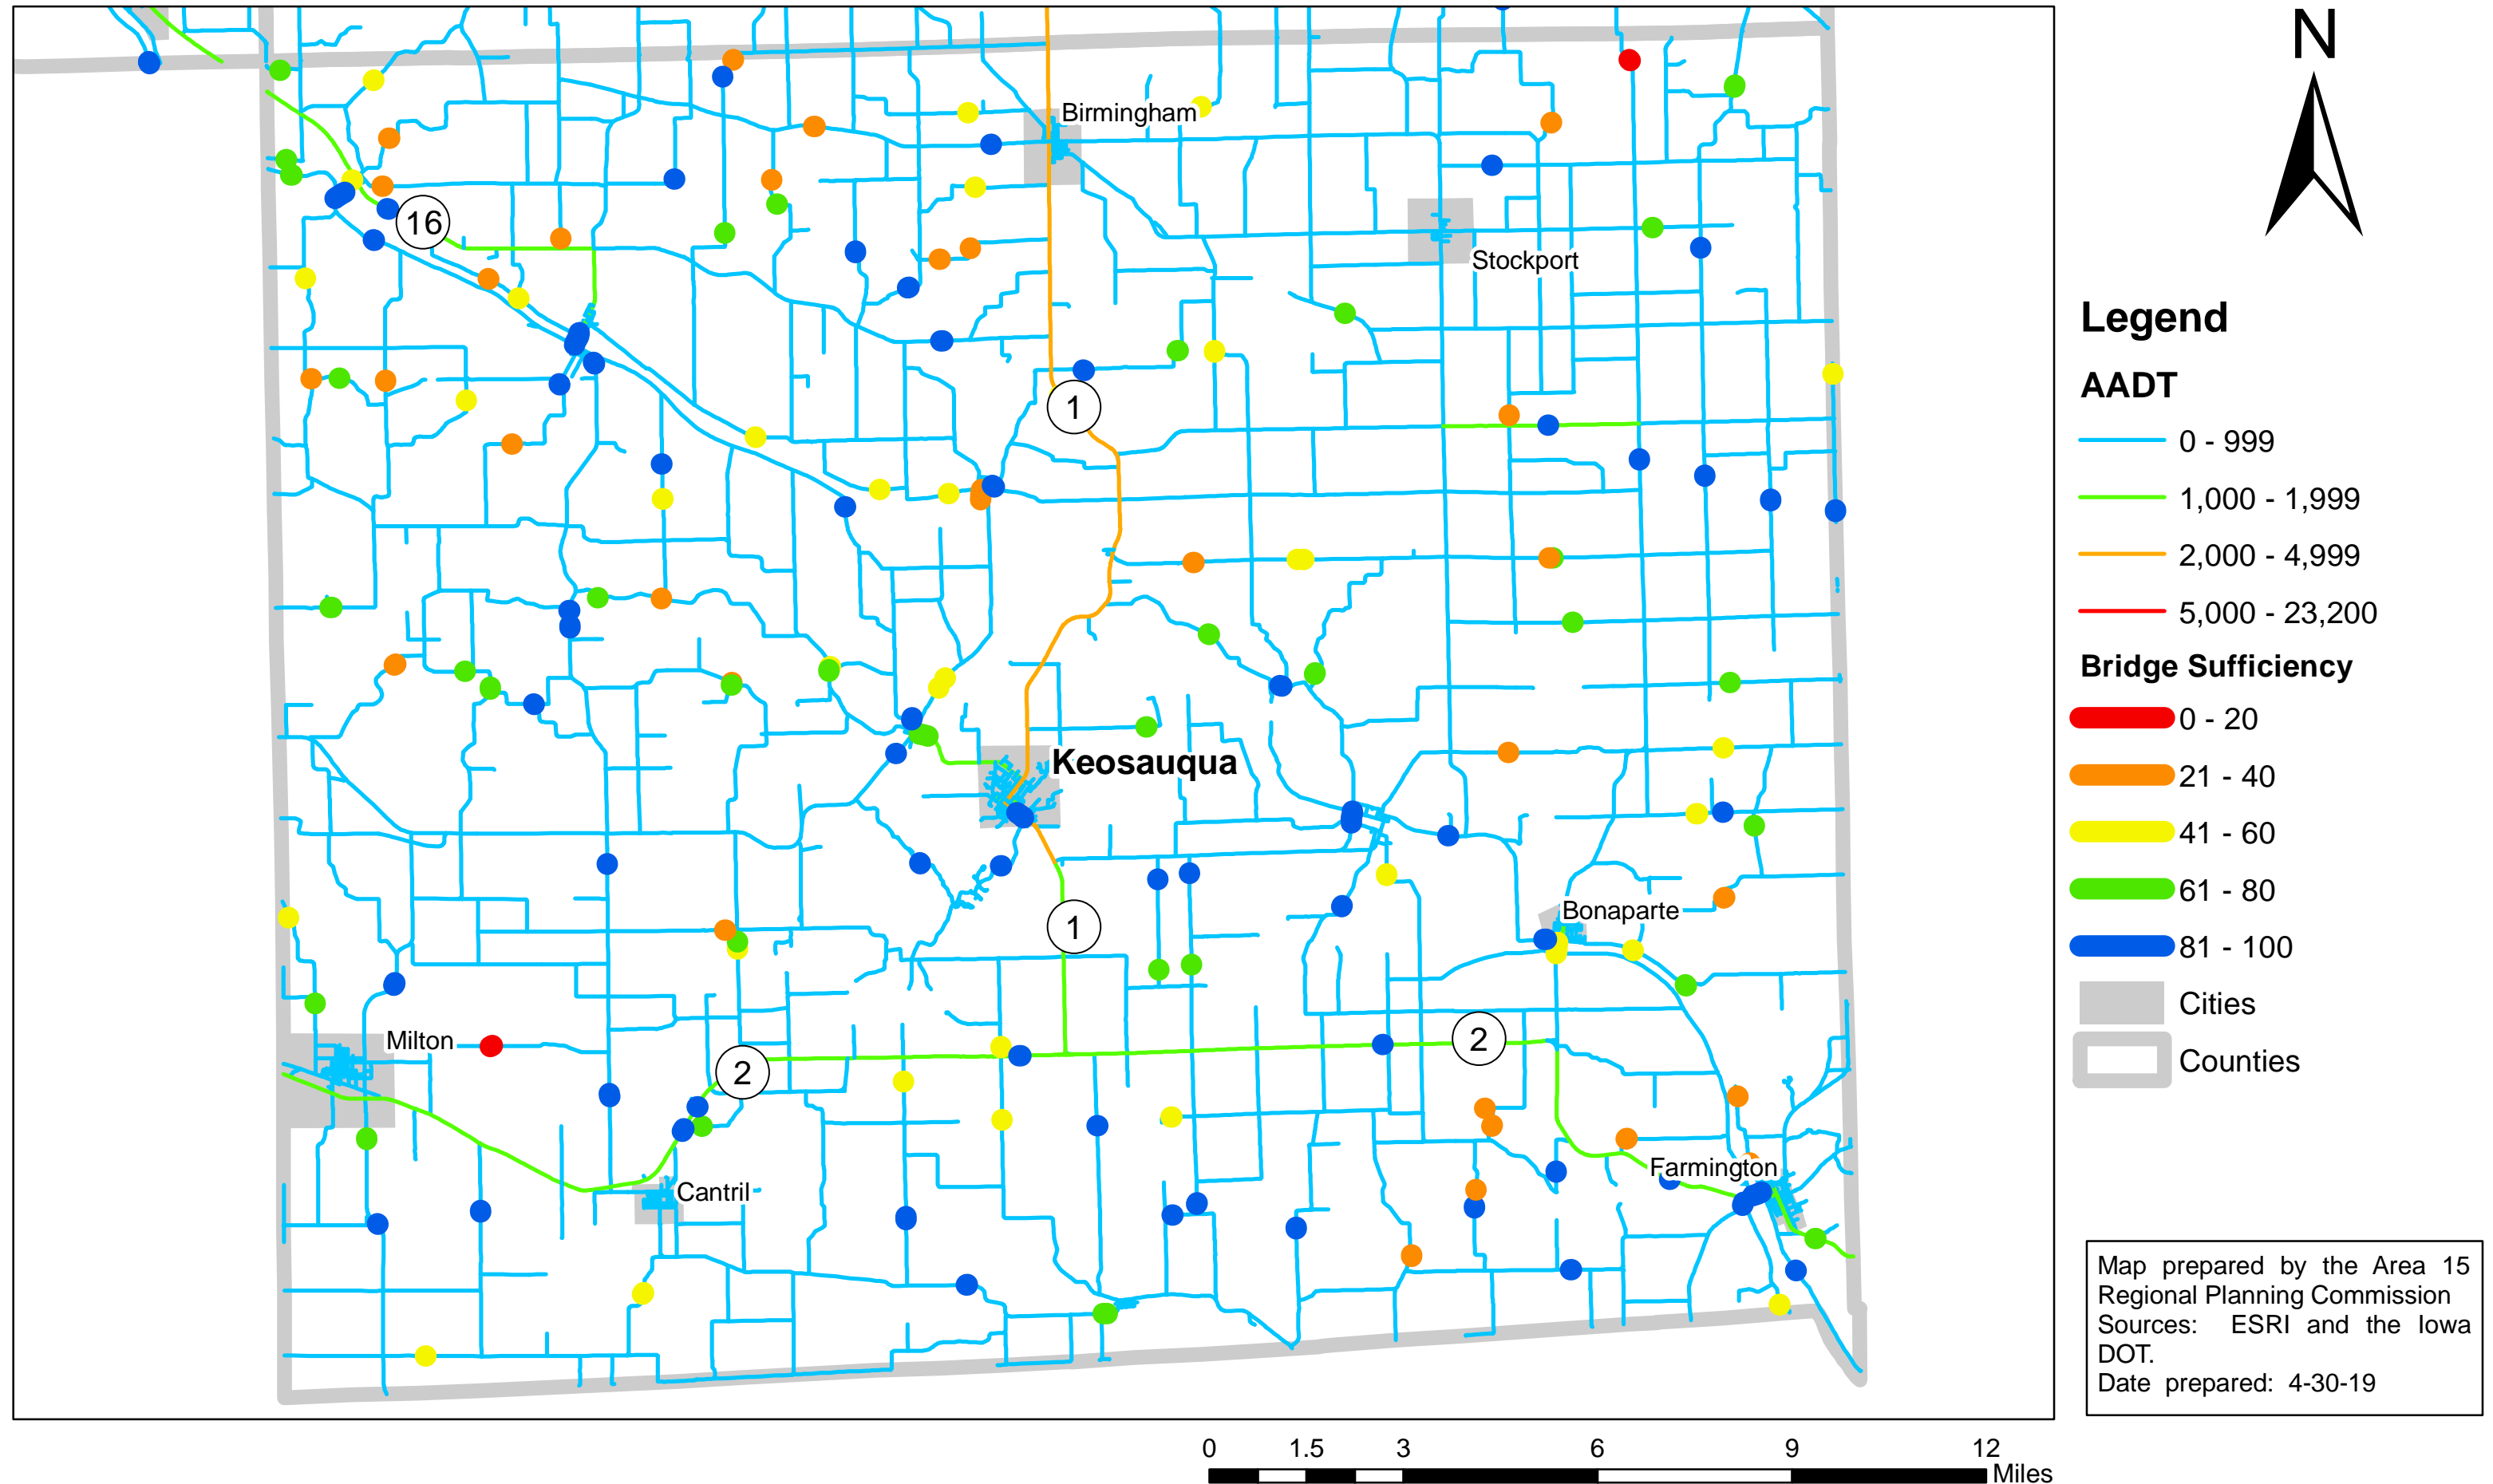 N
Birmingham
16
Stockport
1
Keosauqua
1
Bonaparte
Milton
2
2
Farmington
Cantril
Legend
AADT
0 - 999
1,000 - 1,999
2,000 - 4,999
5,000 - 23,200
Bridge Sufficiency
0 - 20
21 - 40
41 - 60
61 - 80
81 - 100
Cities
Counties
Map prepared by the Area 15
Regional Planning Commission
Sources: ESRI and the Iowa
DOT.
Date prepared: 4-30-19
0 1.5 3 6 9 12
Miles